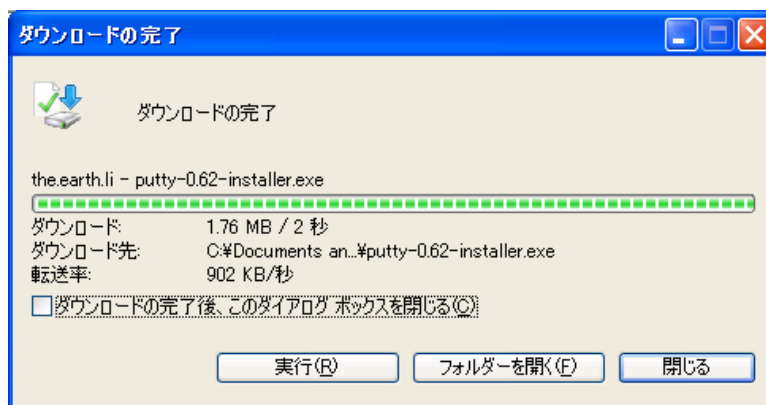 ダウンロードの完了
ダウンロードの完了
the.earth.li - putty-0.62-installer.exe
ダウンロード: 1.76 MB / 2 秒
ダウンロード先: C:¥Documents an...¥putty-0.62-installer.exe
転送率: 902 KB/秒
ダウンロードの完了後、このダイアログ ボックスを閉じる(C)
実行(R) フォルダーを開く(F) 閉じる